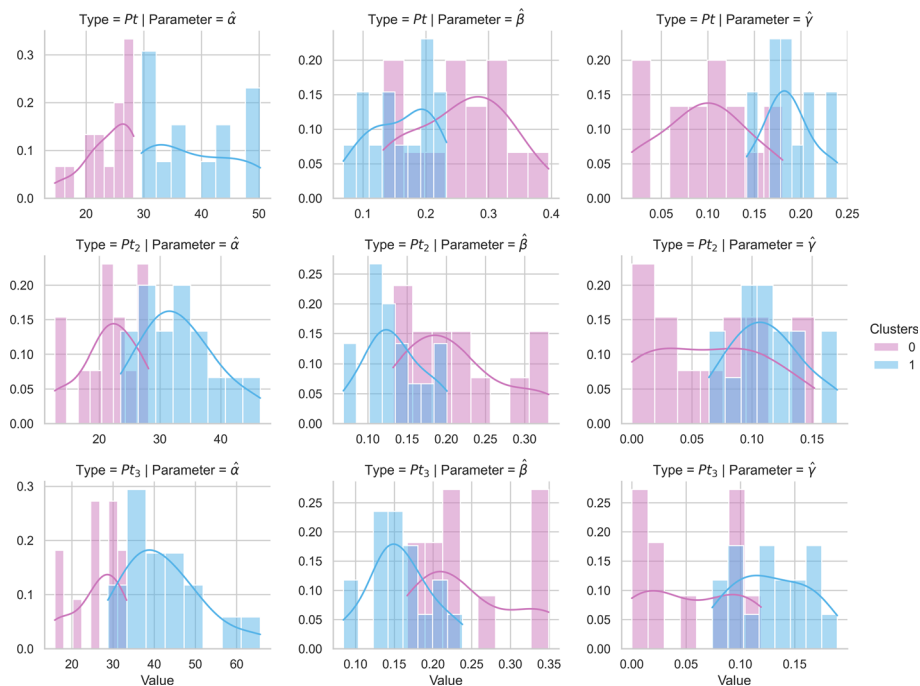 Type = Pt | Parameter = α̂
Type = Pt | Parameter = β̂
Type = Pt | Parameter = γ̂
0.3
0.2
0.1
0.0
20 30 40 50
0.20
0.15
0.10
0.05
0.00
0.1 0.2 0.3 0.4
0.20
0.15
0.10
0.05
0.00
0.05 0.10 0.15 0.20 0.25
Type = Pt₂ | Parameter = α̂
Type = Pt₂ | Parameter = β̂
Type = Pt₂ | Parameter = γ̂
0.20
0.15
0.10
0.05
0.00
20 30 40
0.25
0.20
0.15
0.10
0.05
0.00
0.10 0.15 0.20 0.25 0.30
0.20
0.15
0.10
0.05
0.00
0.00 0.05 0.10 0.15
Clusters
0
1
Type = Pt₃ | Parameter = α̂
Type = Pt₃ | Parameter = β̂
Type = Pt₃ | Parameter = γ̂
0.3
0.2
0.1
0.0
20 30 40 50 60
Value
0.25
0.20
0.15
0.10
0.05
0.00
0.10 0.15 0.20 0.25 0.30 0.35
Value
0.25
0.20
0.15
0.10
0.05
0.00
0.00 0.05 0.10 0.15
Value